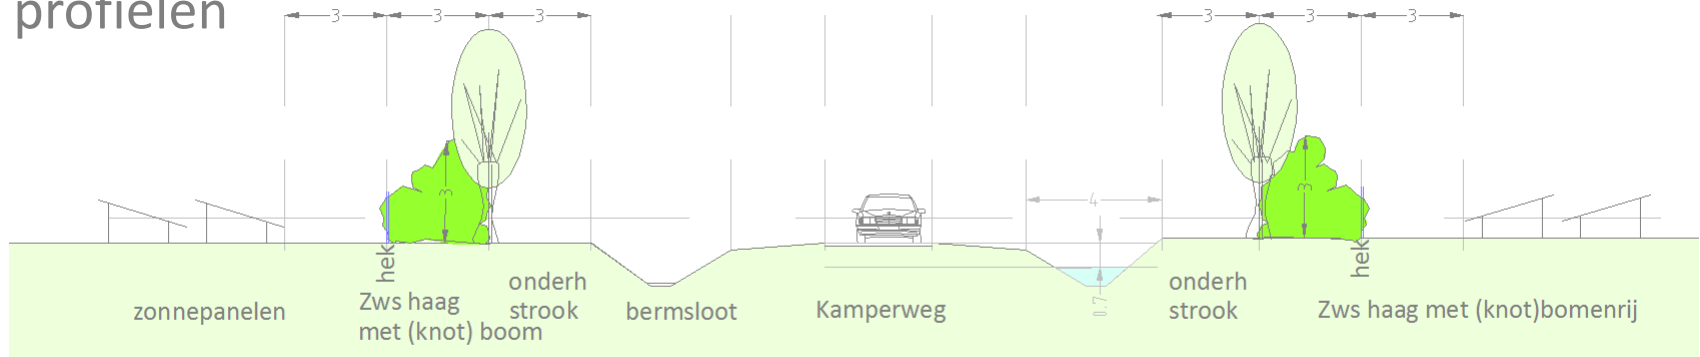 profielen
3 3 3 3 3 3
3 4 3
hek hek
0.7
zonnepanelen
Zws haag
met (knot) boom
onderh
strook
bermsloot
Kamperweg
onderh
strook
Zws haag met (knot)bomenrij